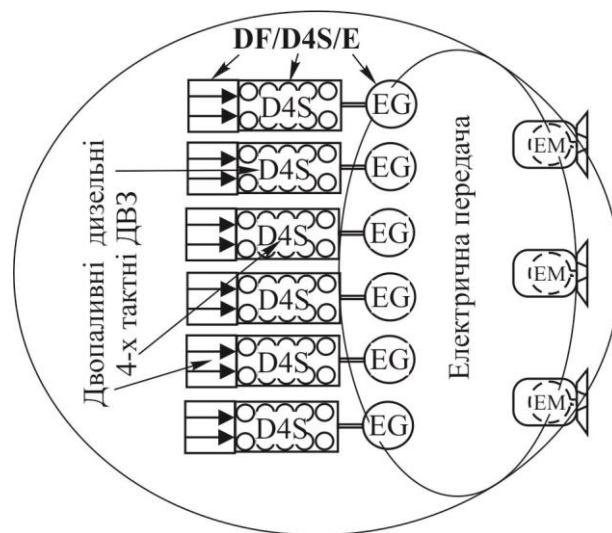 DF/D4S/E
D4S
EG
D4S
EG
D4S
EG
D4S
EG
D4S
EG
D4S
EG
Двопаливні дизельні
4-х тактні ДВЗ
Електрична передача
EM
EM
EM